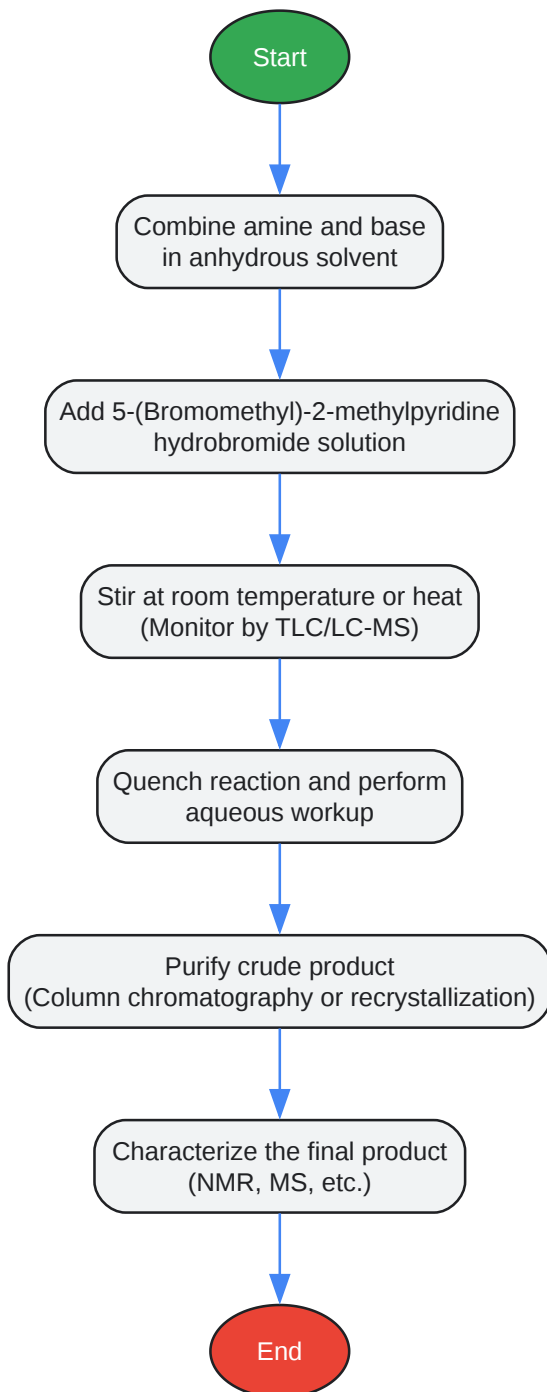 Start
Combine amine and base
in anhydrous solvent
Add 5-(Bromomethyl)-2-methylpyridine
hydrobromide solution
Stir at room temperature or heat
(Monitor by TLC/LC-MS)
Quench reaction and perform
aqueous workup
Purify crude product
(Column chromatography or recrystallization)
Characterize the final product
(NMR, MS, etc.)
End